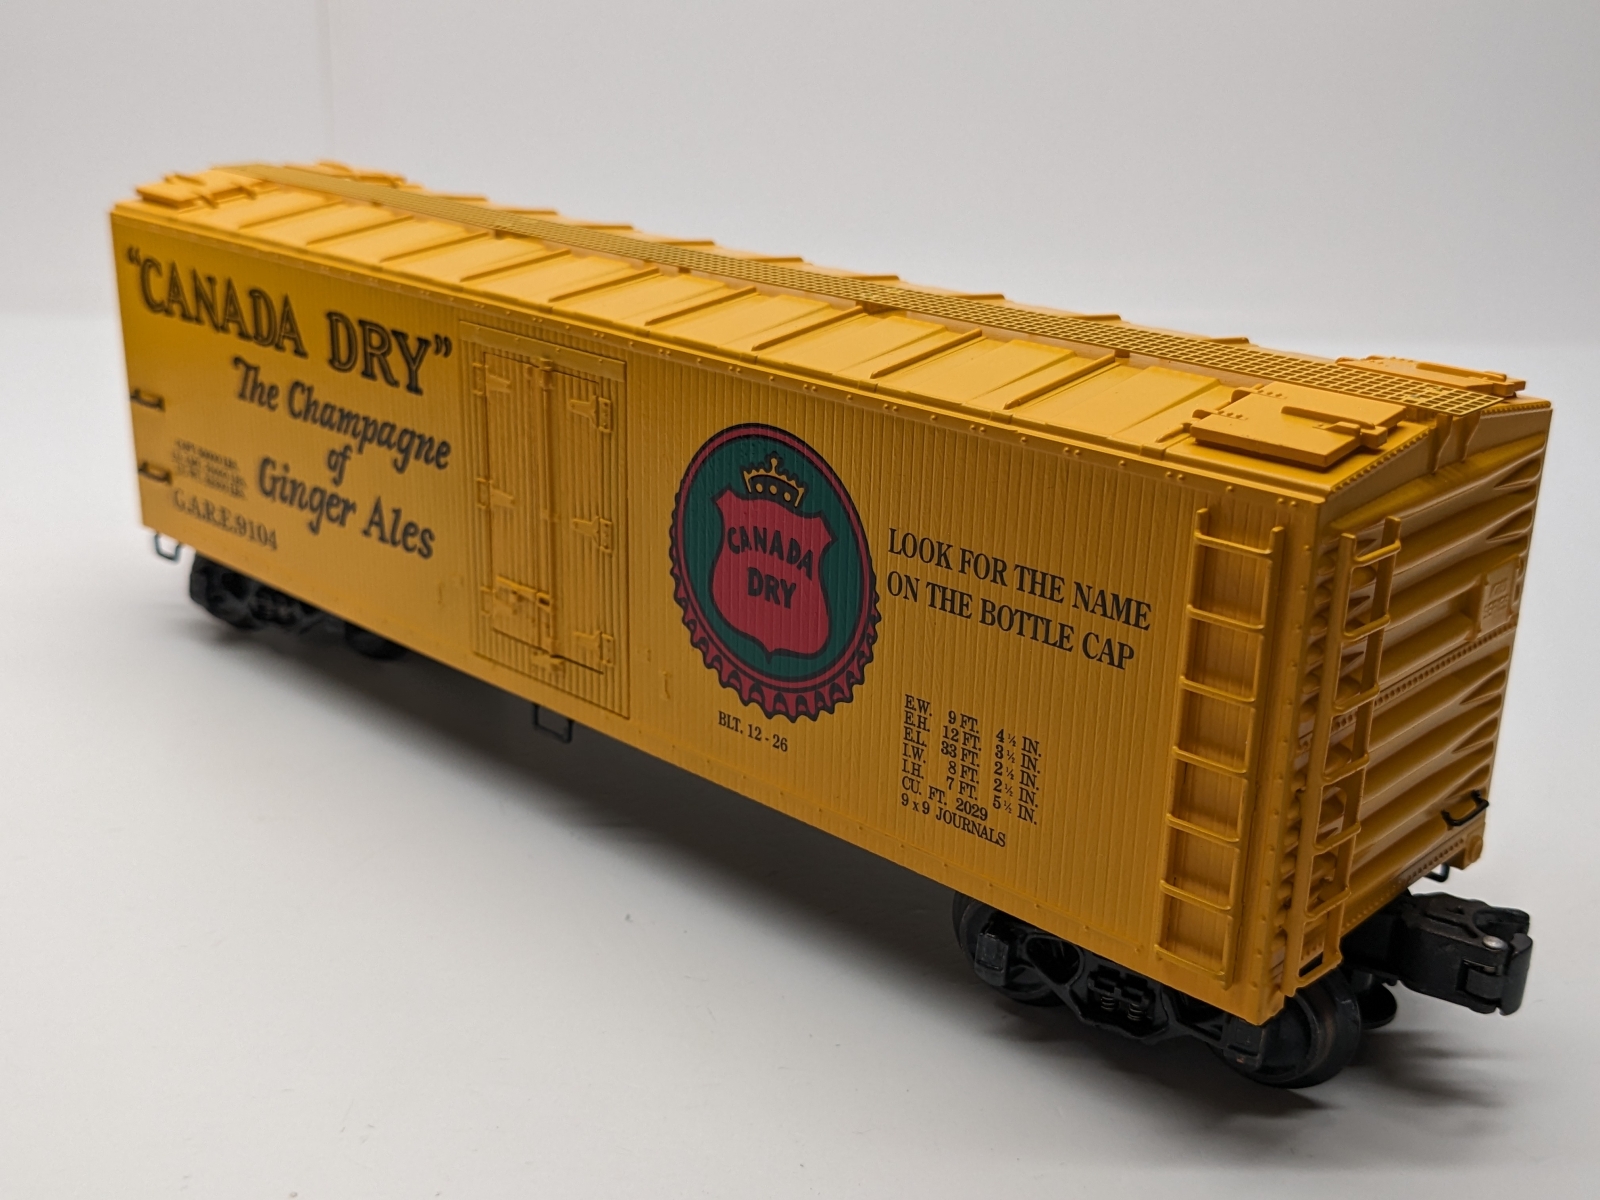 "CANADA DRY"
The Champagne
of
Ginger Ales
G.A.R.E. 9104
CANADA
DRY
BLT. 12-26
LOOK FOR THE NAME
ON THE BOTTLE CAP
E.W. 9 FT. 4½ IN.
E.H. 12 FT. 3½ IN.
E.L. 33 FT. 2½ IN.
I.W. 8 FT. 2½ IN.
I.H. 7 FT. 5½ IN.
CU. FT. 2029
9 x 9 JOURNALS